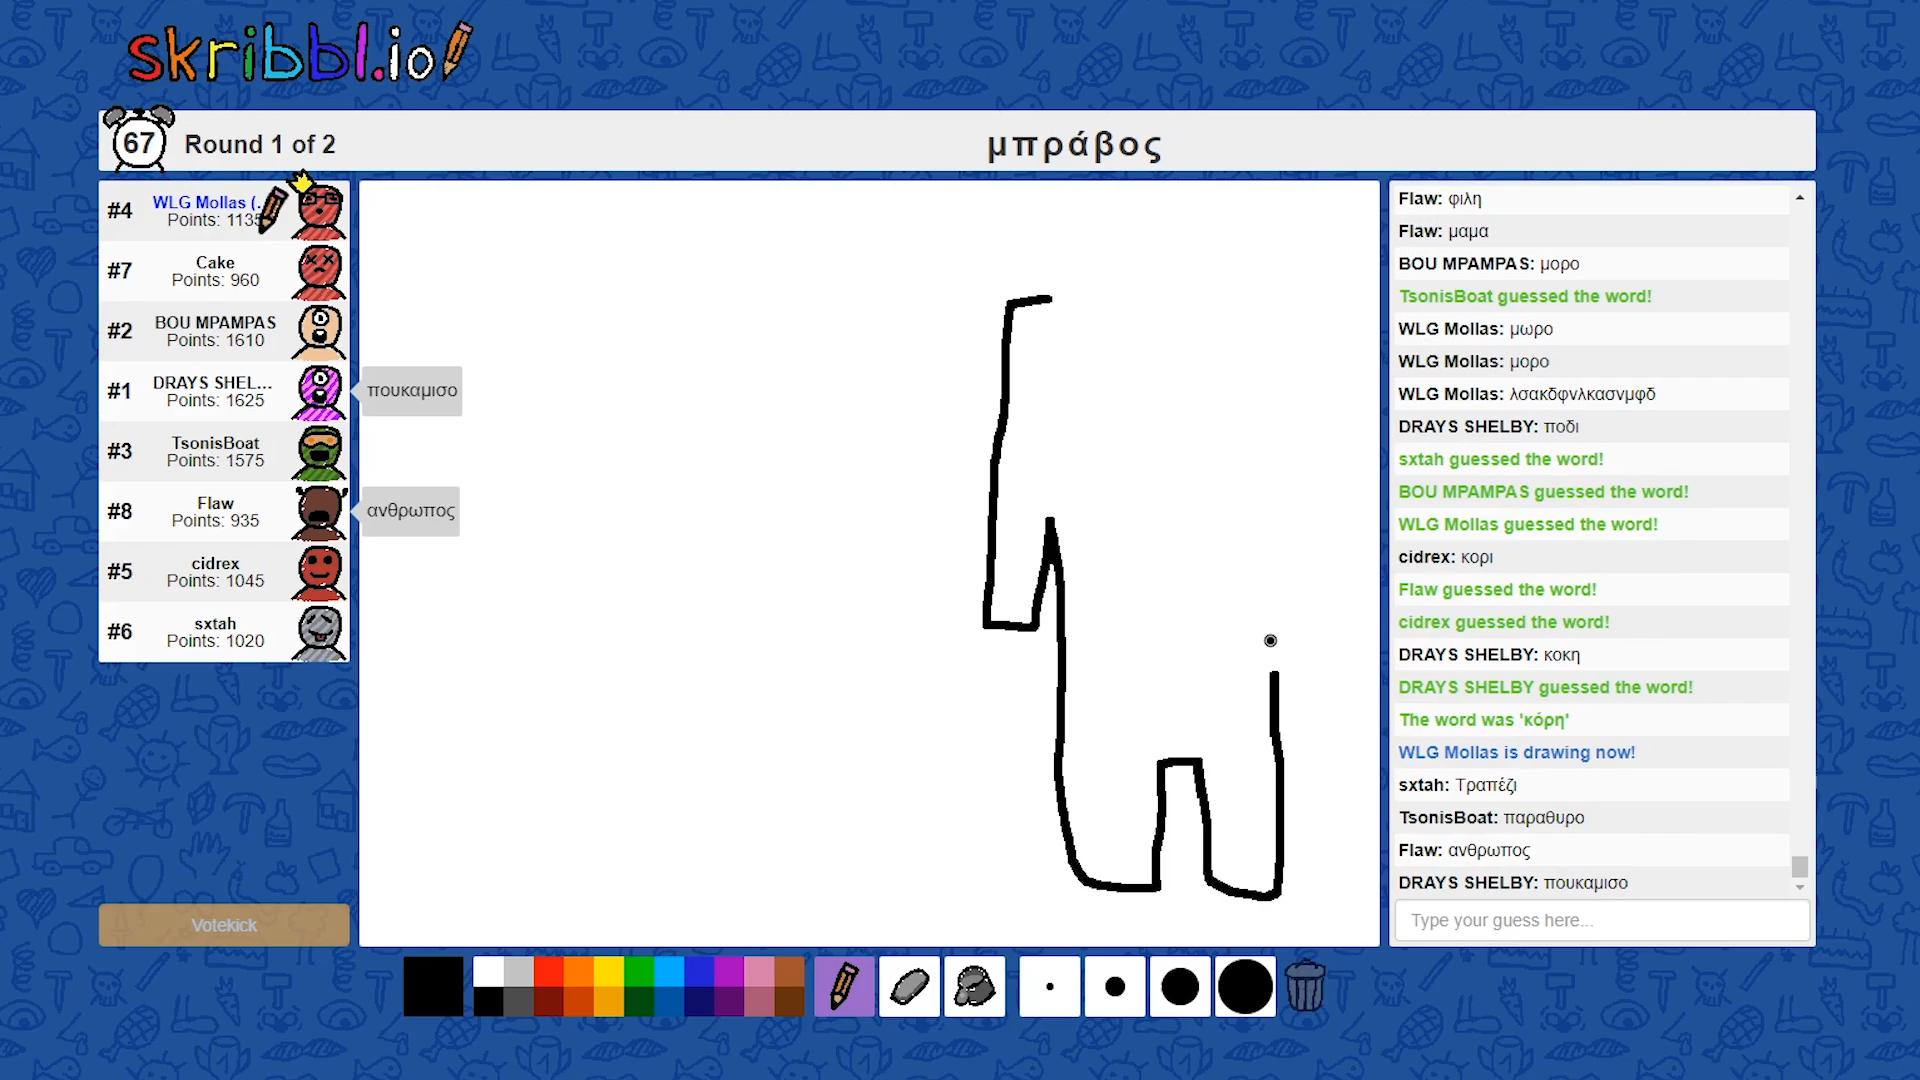 skribbl.io
67
Round 1 of 2
μπράβος
#4
WLG Mollas (.
Points: 1135
#7
Cake
Points: 960
#2
BOU MPAMPAS
Points: 1610
#1
DRAYS SHEL...
Points: 1625
#3
TsonisBoat
Points: 1575
#8
Flaw
Points: 935
#5
cidrex
Points: 1045
#6
sxtah
Points: 1020
πουκαμισο
ανθρωπος
Votekick
Flaw: φιλη
Flaw: μαμα
BOU MPAMPAS: μορο
TsonisBoat guessed the word!
WLG Mollas: μωρο
WLG Mollas: μορο
WLG Mollas: λσακδφνλκασνμφδ
DRAYS SHELBY: ποδι
sxtah guessed the word!
BOU MPAMPAS guessed the word!
WLG Mollas guessed the word!
cidrex: κορι
Flaw guessed the word!
cidrex guessed the word!
DRAYS SHELBY: κοκη
DRAYS SHELBY guessed the word!
The word was 'κόρη'
WLG Mollas is drawing now!
sxtah: Τραπέζι
TsonisBoat: παραθυρο
Flaw: ανθρωπος
DRAYS SHELBY: πουκαμισο
Type your guess here...